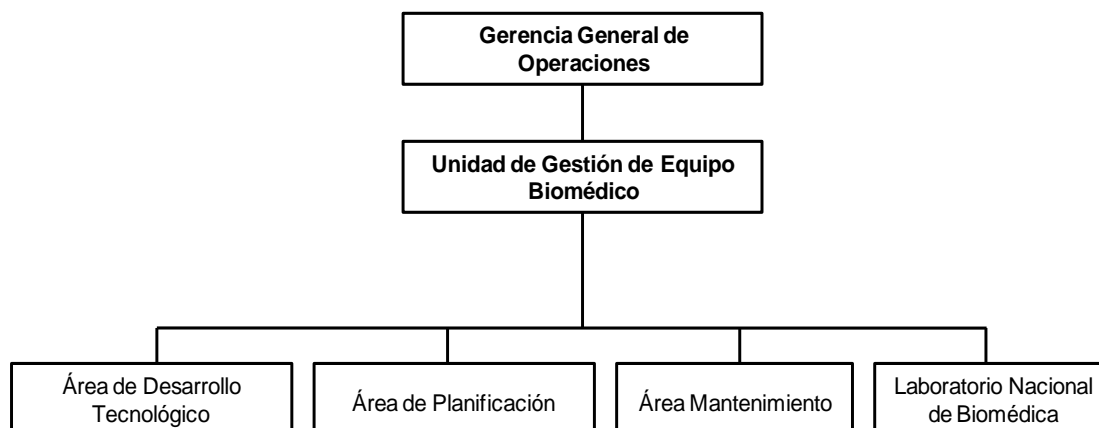 Gerencia General de
Operaciones
Unidad de Gestión de Equipo
Biomédico
Área de Desarrollo
Tecnológico
Área de Planificación
Área Mantenimiento
Laboratorio Nacional
de Biomédica